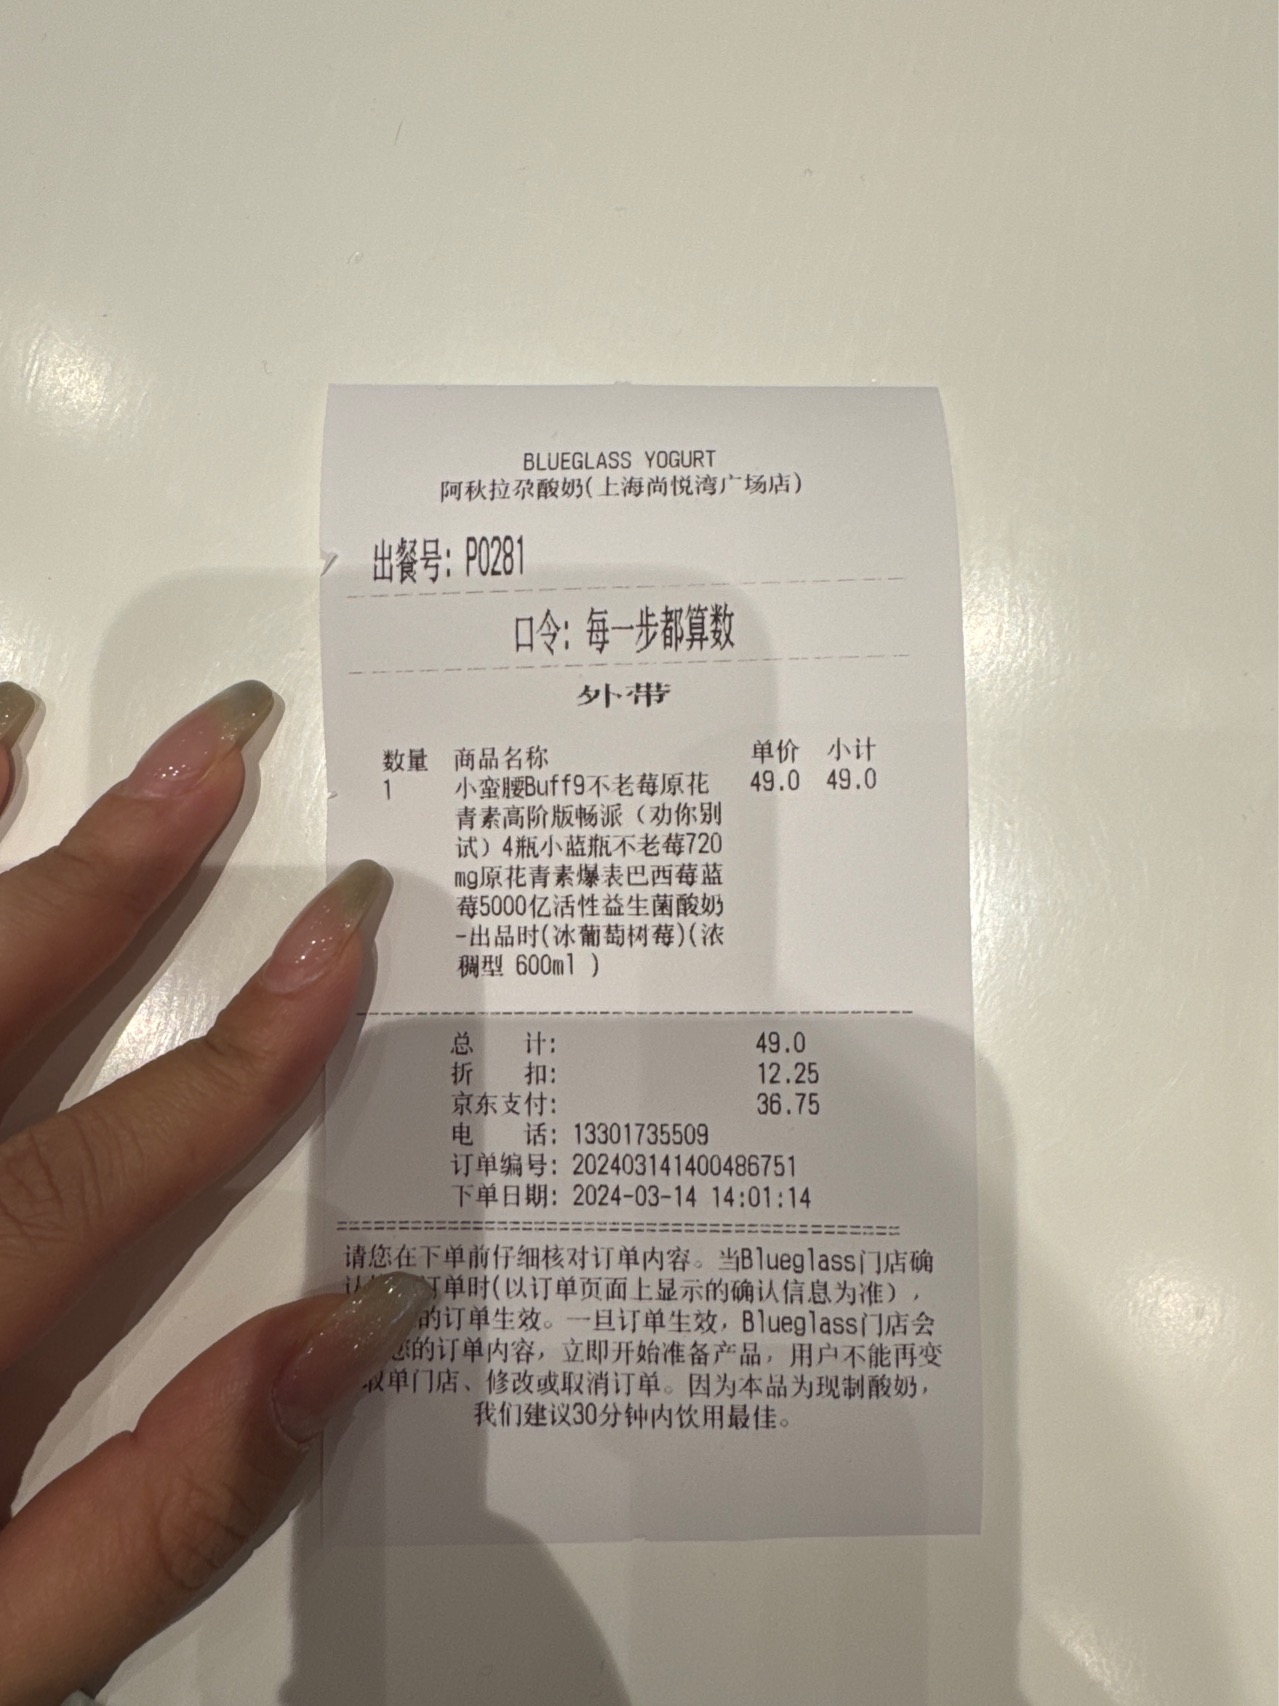 BLUEGLASS YOGURT
阿秋拉尕酸奶(上海尚悦湾广场店)
出餐号: P0281
口令: 每一步都算数
外带
数量 商品名称 单价 小计
1 小蛮腰Buff9不老莓原花 49.0 49.0
青素高阶版畅派（劝你别
试）4瓶小蓝瓶不老莓720
mg原花青素爆表巴西莓蓝
莓5000亿活性益生菌酸奶
-出品时(冰葡萄树莓)(浓
稠型 600ml )
总 计: 49.0
折 扣: 12.25
京东支付: 36.75
电 话: 13301735509
订单编号: 202403141400486751
下单日期: 2024-03-14 14:01:14
请您在下单前仔细核对订单内容。当Blueglass门店确
认 订单时(以订单页面上显示的确认信息为准)，
的订单生效。一旦订单生效，Blueglass门店会
您的订单内容，立即开始准备产品，用户不能再变
取单门店、修改或取消订单。因为本品为现制酸奶，
我们建议30分钟内饮用最佳。